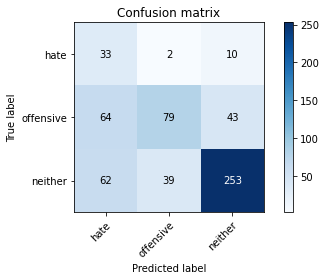 Confusion matrix
hate 33 2 10
offensive 64 79 43
neither 62 39 253
hate offensive neither
True label
Predicted label
250
200
150
100
50